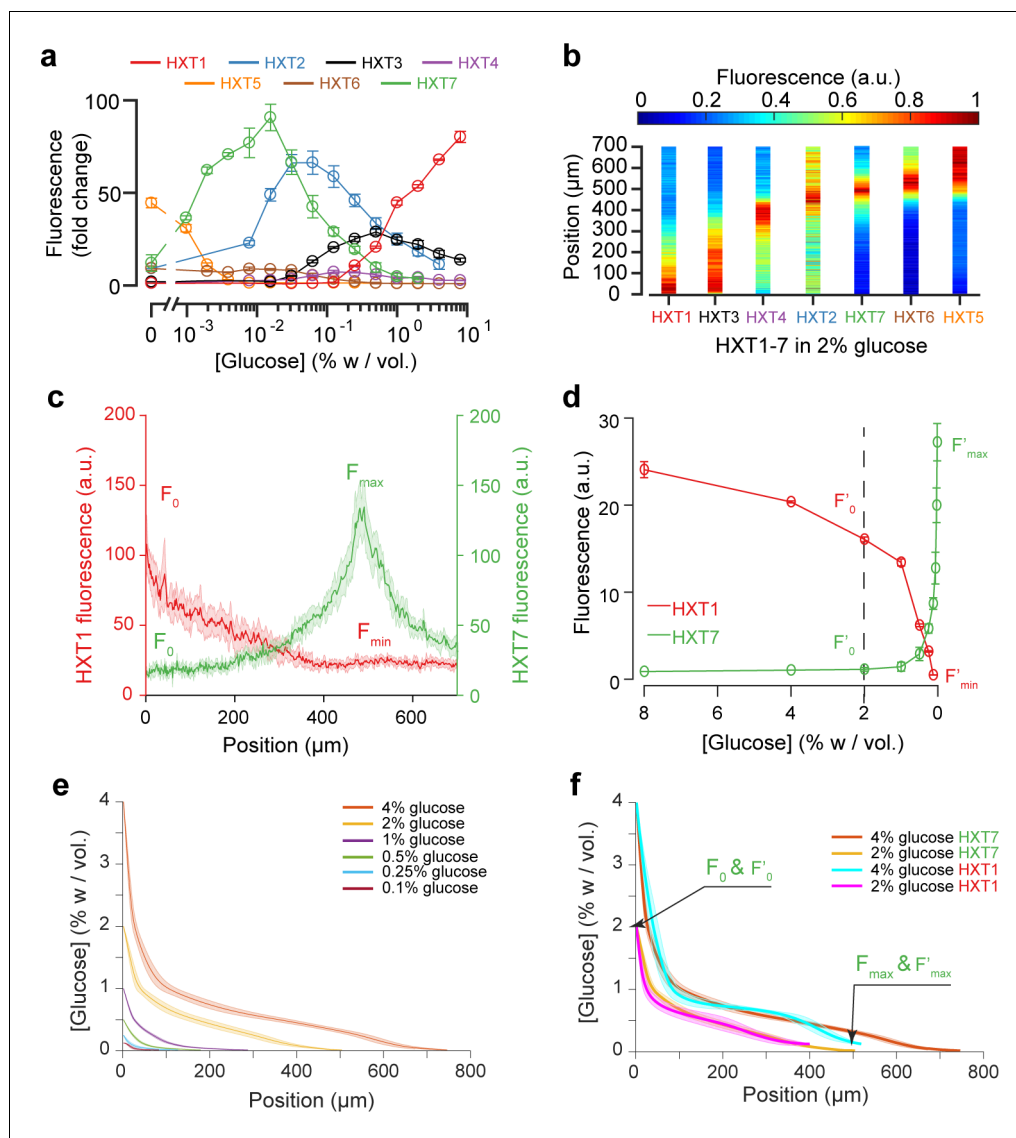 a
HXT1 HXT2 HXT3 HXT4
HXT5 HXT6 HXT7
100
50
0
Fluorescence
(fold change)
0 10⁻³ 10⁻² 10⁻¹ 10⁰ 10¹
[Glucose] (% w / vol.)
b
Fluorescence (a.u.)
0 0.2 0.4 0.6 0.8 1
700
600
500
400
300
200
100
0
Position (µm)
HXT1 HXT3 HXT4 HXT2 HXT7 HXT6 HXT5
HXT1-7 in 2% glucose
c
200
150
100
50
0
HXT1 fluorescence (a.u.)
F₀
Fmax
F₀
Fmin
200
150
100
50
0
HXT7 fluorescence (a.u.)
0 200 400 600
Position (µm)
d
30
20
10
0
Fluorescence (a.u.)
F'max
F'₀
HXT1
HXT7
F'₀
F'min
8 6 4 2 0
[Glucose] (% w / vol.)
e
4
3
2
1
0
[Glucose] (% w / vol.)
4% glucose
2% glucose
1% glucose
0.5% glucose
0.25% glucose
0.1% glucose
0 200 400 600 800
Position (µm)
f
4
3
2
1
0
[Glucose] (% w / vol.)
4% glucose HXT7
2% glucose HXT7
4% glucose HXT1
2% glucose HXT1
F₀ & F'₀
Fmax & F'max
0 200 400 600 800
Position (µm)